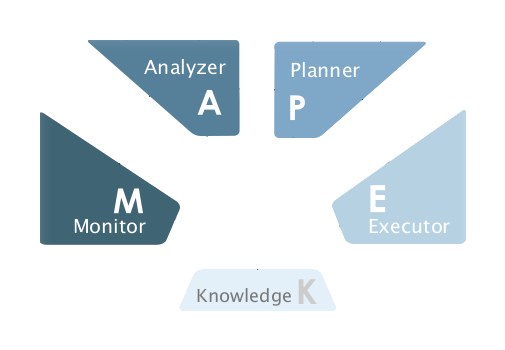 Analyzer
A
Planner
P
M
Monitor
E
Executor
Knowledge K